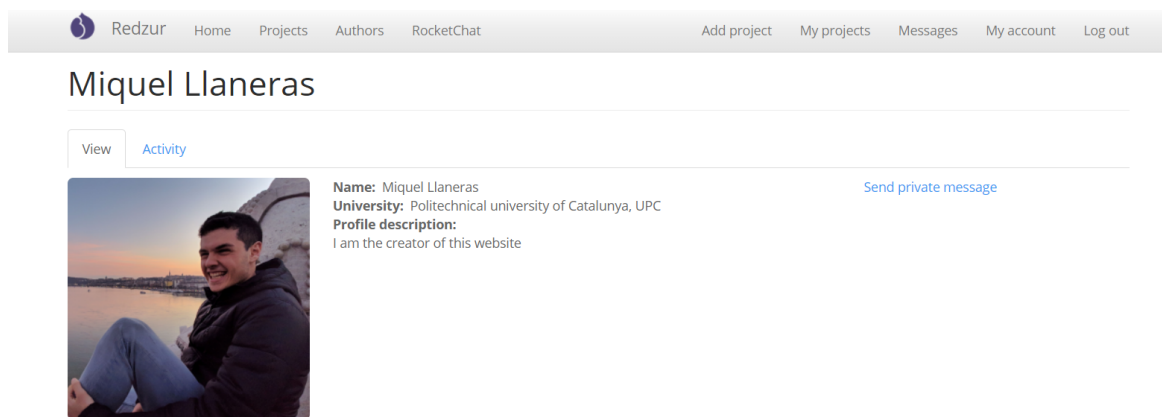 Redzur Home Projects Authors RocketChat Add project My projects Messages My account Log out
Miquel Llaneras
View Activity
Name: Miquel Llaneras
Send private message
University: Politechnical university of Catalunya, UPC
Profile description:
I am the creator of this website